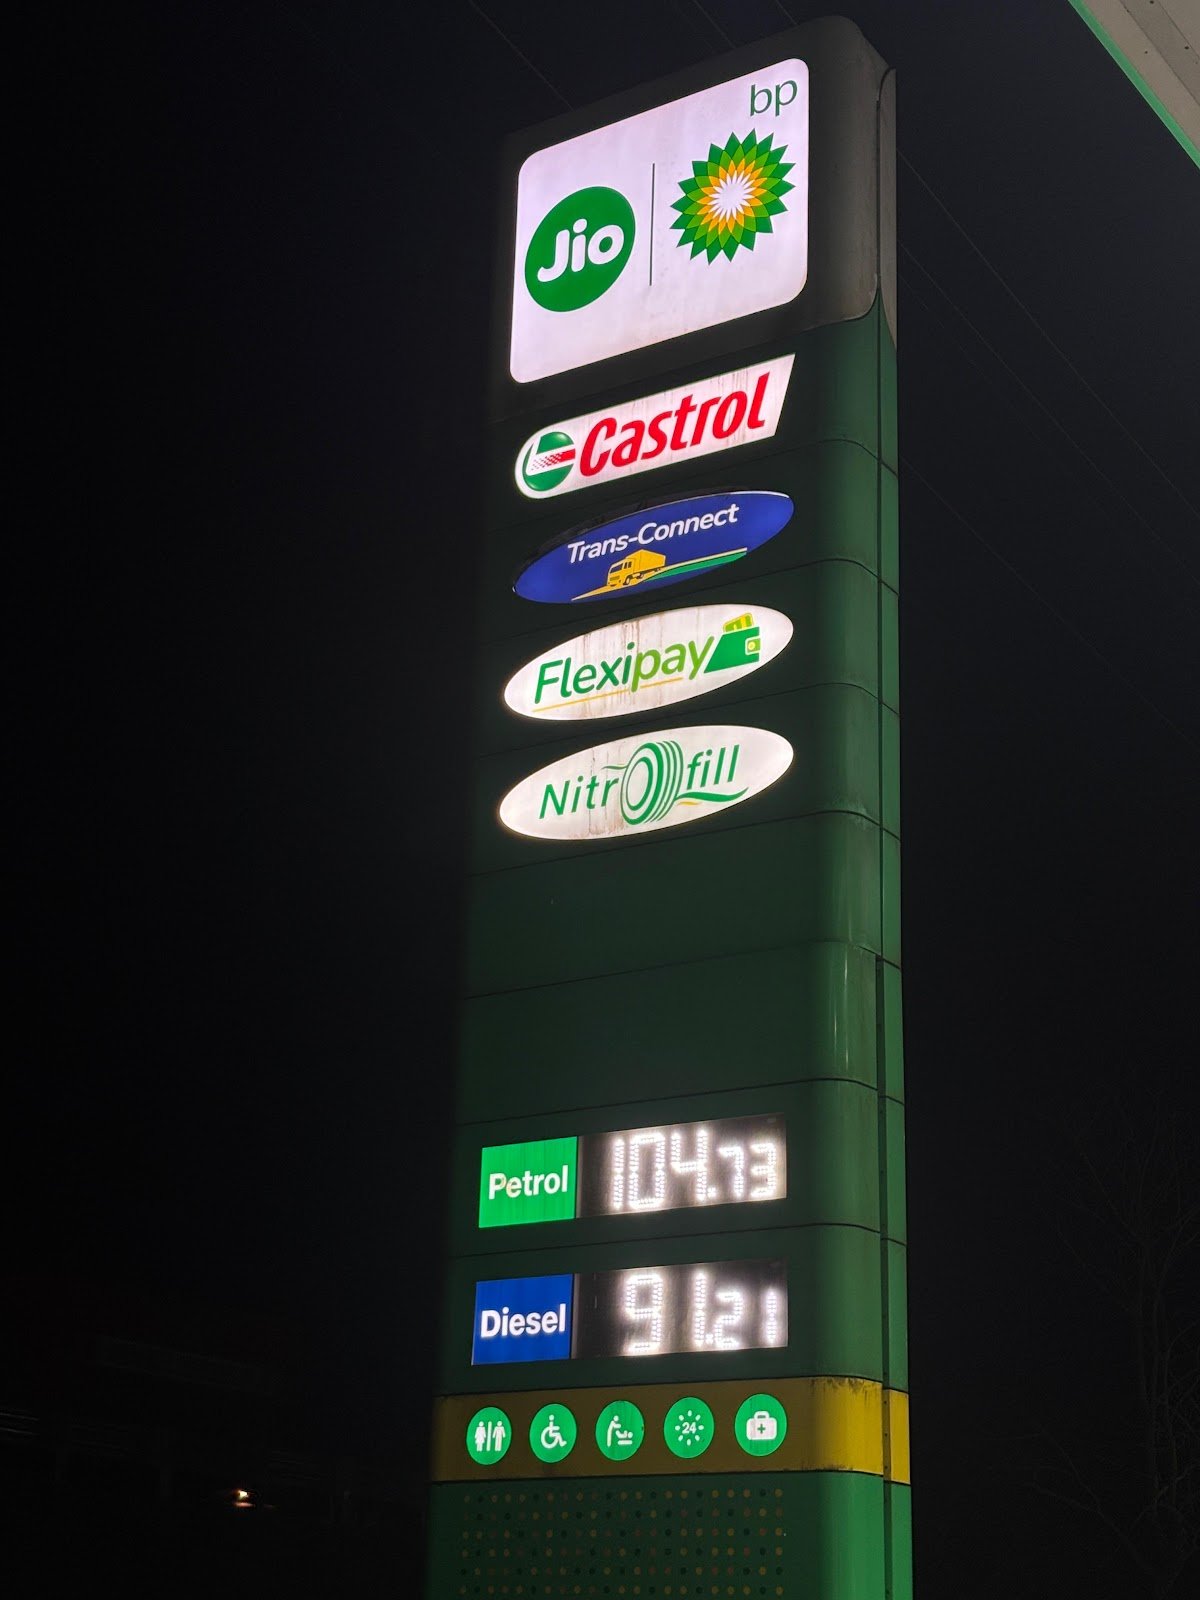 bp
Jio
Castrol
Trans-Connect
Flexipay
Nitrofill
Petrol 104.73
Diesel 91.21
24